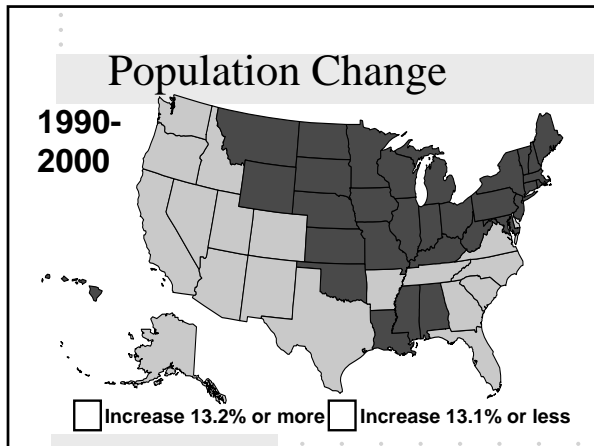 Population Change
1990-
2000
Increase 13.2% or more Increase 13.1% or less